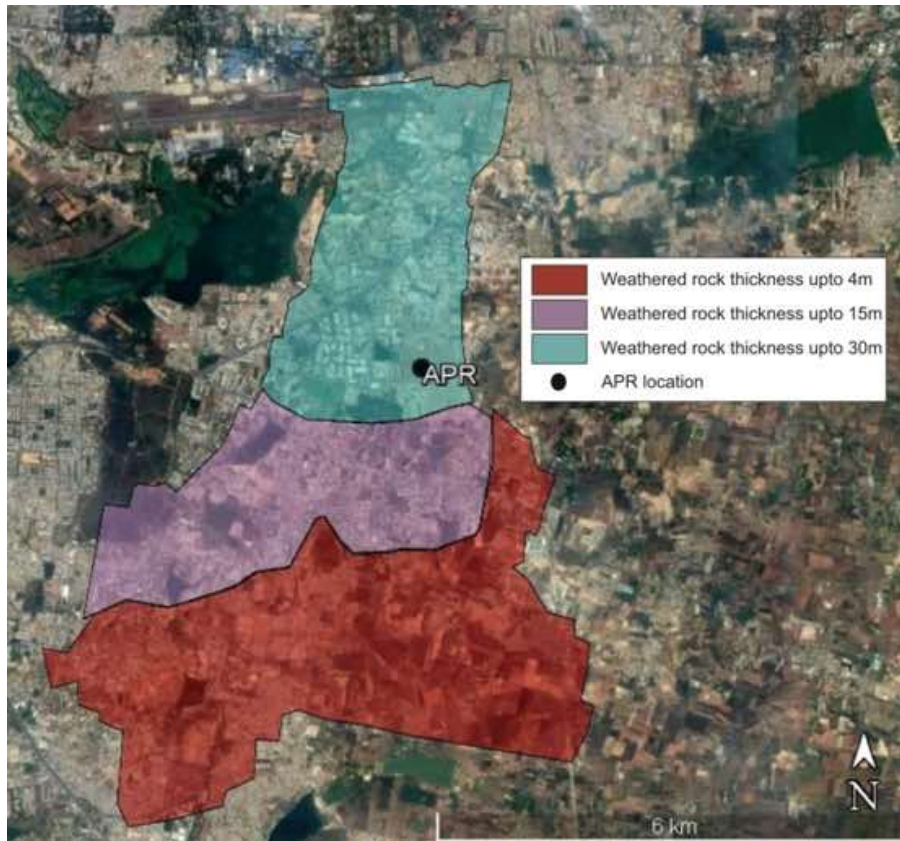 Weathered rock thickness upto 4m
Weathered rock thickness upto 15m
Weathered rock thickness upto 30m
APR location
APR
N
6 km